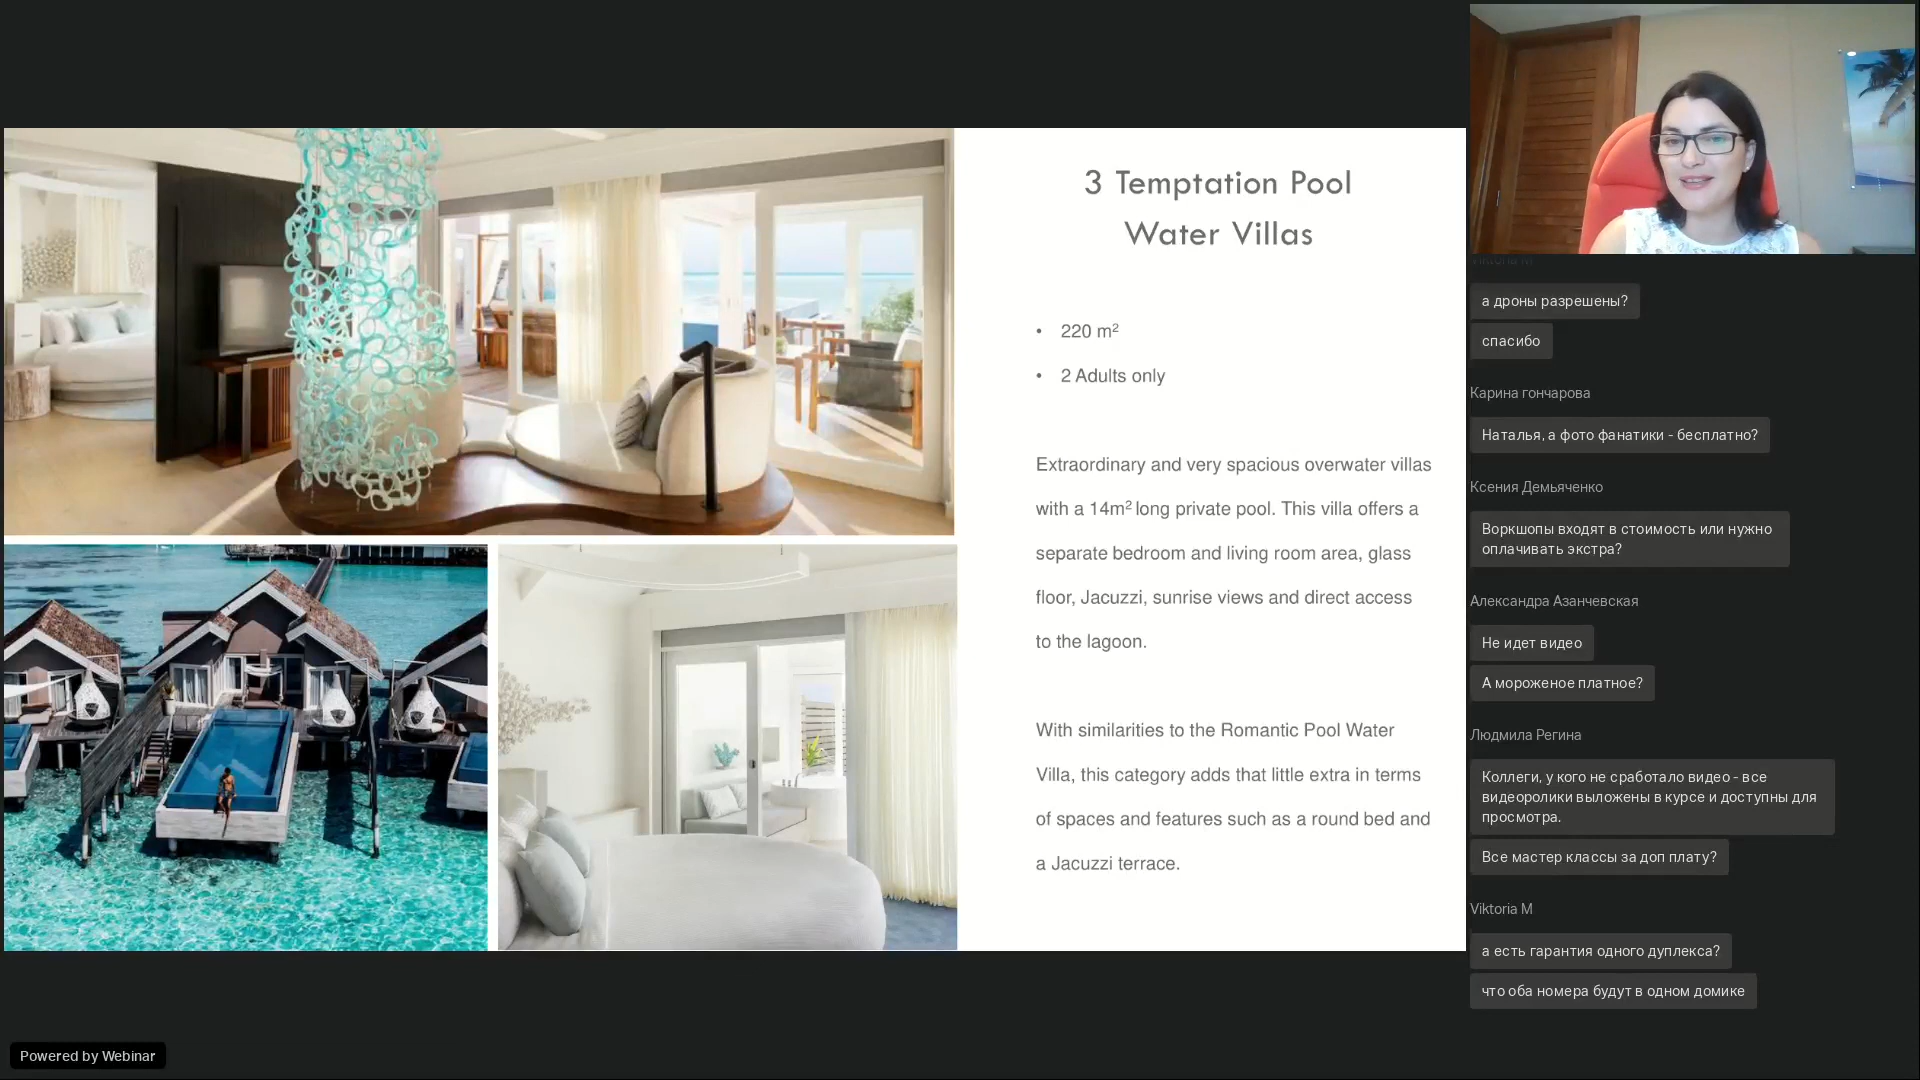 3 Temptation Pool
Water Villas
• 220 m²
• 2 Adults only
Extraordinary and very spacious overwater villas
with a 14m² long private pool. This villa offers a
separate bedroom and living room area, glass
floor, Jacuzzi, sunrise views and direct access
to the lagoon.
With similarities to the Romantic Pool Water
Villa, this category adds that little extra in terms
of spaces and features such as a round bed and
a Jacuzzi terrace.
Viktoria M
а дроны разрешены?
спасибо
Карина гончарова
Наталья, а фото фанатики - бесплатно?
Ксения Демьяченко
Воркшопы входят в стоимость или нужно
оплачивать экстра?
Александра Азанчевская
Не идет видео
А мороженое платное?
Людмила Регина
Коллеги, у кого не сработало видео - все
видеоролики выложены в курсе и доступны для
просмотра.
Все мастер классы за доп плату?
Viktoria M
а есть гарантия одного дуплекса?
что оба номера будут в одном домике
Powered by Webinar